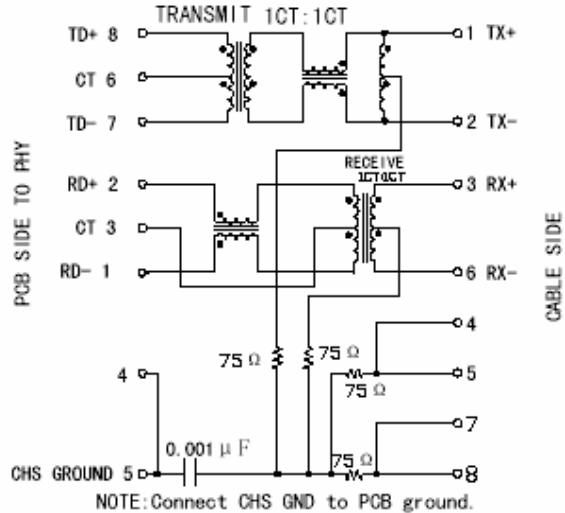 TRANSMIT 1CT:1CT
TD+ 8
1 TX+
CT 6
TD- 7
2 TX-
RECEIVE
1CT:1CT
RD+ 2
3 RX+
CT 3
RD- 1
6 RX-
PCB SIDE TO PHY
CABLE SIDE
4
75 Ω
75 Ω
4
5
75 Ω
7
0.001 μF
75 Ω
CHS GROUND 5
8
NOTE:Connect CHS GND to PCB ground.